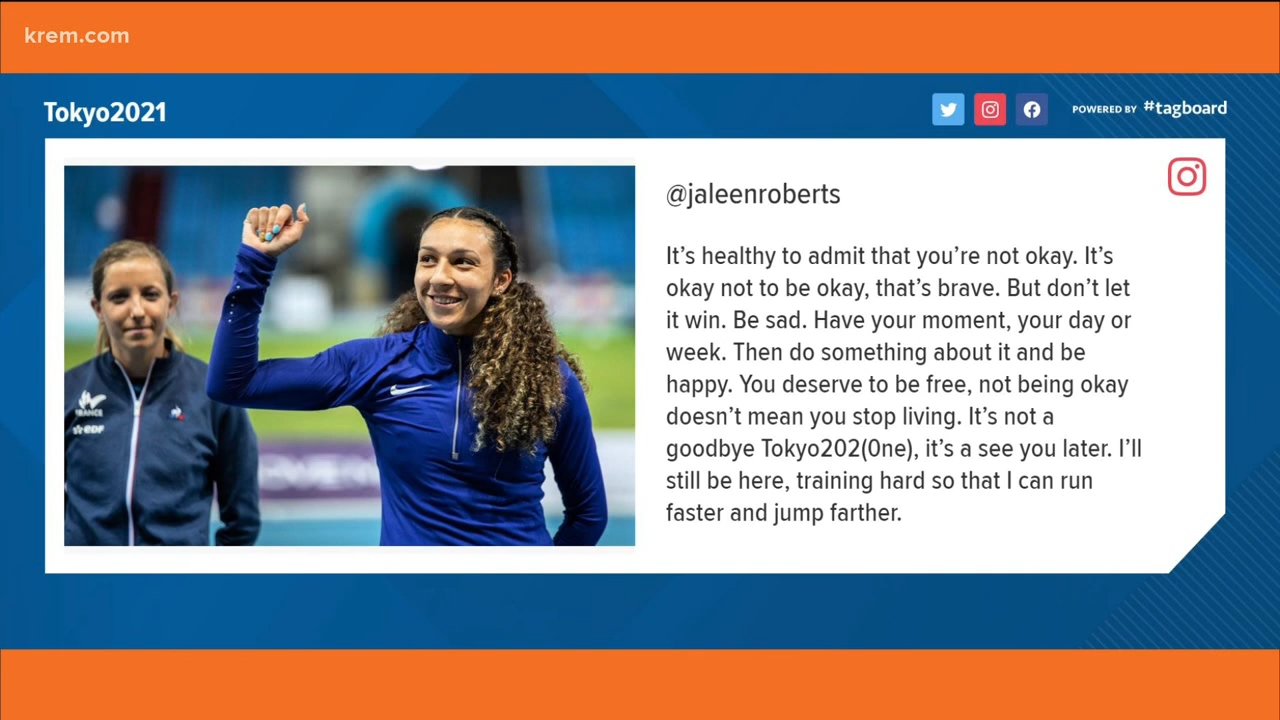 krem.com
Tokyo2021
POWERED BY #tagboard
@jaleenroberts
It’s healthy to admit that you’re not okay. It’s
okay not to be okay, that’s brave. But don’t let
it win. Be sad. Have your moment, your day or
week. Then do something about it and be
happy. You deserve to be free, not being okay
doesn’t mean you stop living. It’s not a
goodbye Tokyo202(0ne), it’s a see you later. I’ll
still be here, training hard so that I can run
faster and jump farther.
FRANCE
EDF